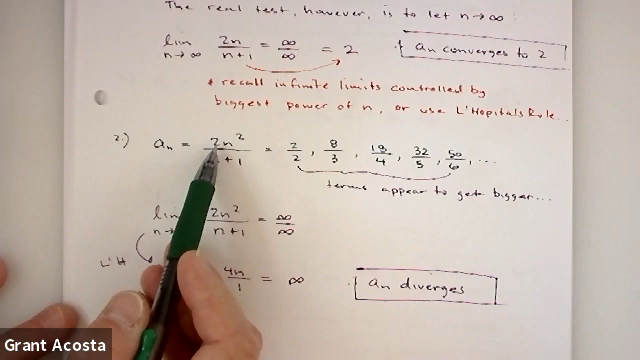 The real test, however, is to let n→∞:
lim n→∞ 2n/n+1 = ∞/∞ = 2 an converges to 2
* recall infinite limits controlled by
biggest power of n, or use L'Hopitals Rule...
2) an = 2n²/n+1 = 2/2, 8/3, 18/4, 32/5, 50/6, ...
terms appear to get bigger...
lim n→ 2n²/n+1 = ∞/∞
L'H 4n/1 = ∞ an diverges
Grant Acosta